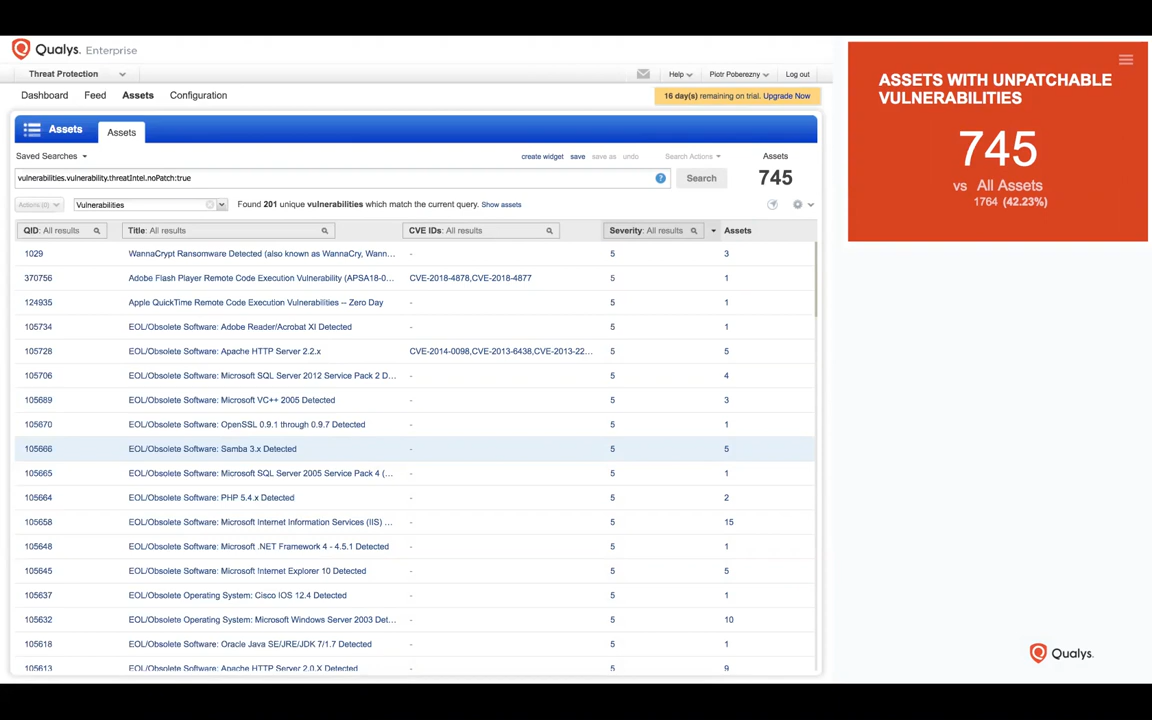 Qualys. Enterprise
Threat Protection
Help Piotr Poberezny Log out
Dashboard Feed Assets Configuration
16 day(s) remaining on trial. Upgrade Now
Assets Assets
Saved Searches
create widget save save as undo Search Actions Assets
vulnerabilities.vulnerability.threatIntel.noPatch:true ? Search 745
Actions (0) Vulnerabilities Found 201 unique vulnerabilities which match the current query. Show assets
QID: All results Title: All results CVE IDs: All results Severity: All results Assets
1029 WannaCrypt Ransomware Detected (also known as WannaCry, Wann... - 5 3
370756 Adobe Flash Player Remote Code Execution Vulnerability (APSA18-0... CVE-2018-4878,CVE-2018-4877 5 1
124935 Apple QuickTime Remote Code Execution Vulnerabilities -- Zero Day - 5 1
105734 EOL/Obsolete Software: Adobe Reader/Acrobat XI Detected - 5 1
105728 EOL/Obsolete Software: Apache HTTP Server 2.2.x CVE-2014-0098,CVE-2013-6438,CVE-2013-22... 5 5
105706 EOL/Obsolete Software: Microsoft SQL Server 2012 Service Pack 2 D... - 5 4
105689 EOL/Obsolete Software: Microsoft VC++ 2005 Detected - 5 3
105670 EOL/Obsolete Software: OpenSSL 0.9.1 through 0.9.7 Detected - 5 1
105666 EOL/Obsolete Software: Samba 3.x Detected - 5 5
105665 EOL/Obsolete Software: Microsoft SQL Server 2005 Service Pack 4 (... - 5 1
105664 EOL/Obsolete Software: PHP 5.4.x Detected - 5 2
105658 EOL/Obsolete Software: Microsoft Internet Information Services (IIS) ... - 5 15
105648 EOL/Obsolete Software: Microsoft .NET Framework 4 - 4.5.1 Detected - 5 1
105645 EOL/Obsolete Software: Microsoft Internet Explorer 10 Detected - 5 5
105637 EOL/Obsolete Operating System: Cisco IOS 12.4 Detected - 5 1
105632 EOL/Obsolete Operating System: Microsoft Windows Server 2003 Det... - 5 10
105618 EOL/Obsolete Software: Oracle Java SE/JRE/JDK 7/1.7 Detected - 5 1
105613 EOL/Obsolete Software: Apache HTTP Server 2.0.X Detected - 5 9
ASSETS WITH UNPATCHABLE
VULNERABILITIES
745
vs All Assets
1764 (42.23%)
Qualys.